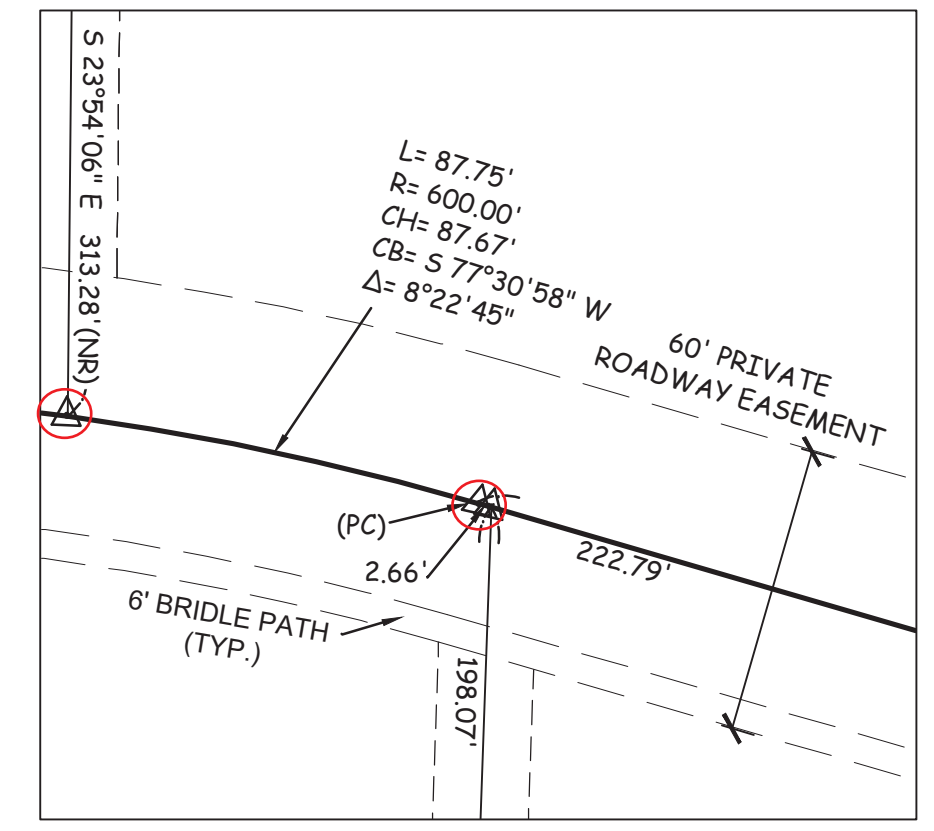 S 23°54'06" E 313.28'(NR)
L= 87.75'
R= 600.00'
CH= 87.67'
CB= S 77°30'58" W
Δ= 8°22'45"
60' PRIVATE
ROADWAY EASEMENT
(PC)
2.66'
222.79'
6' BRIDLE PATH
(TYP.)
198.07'